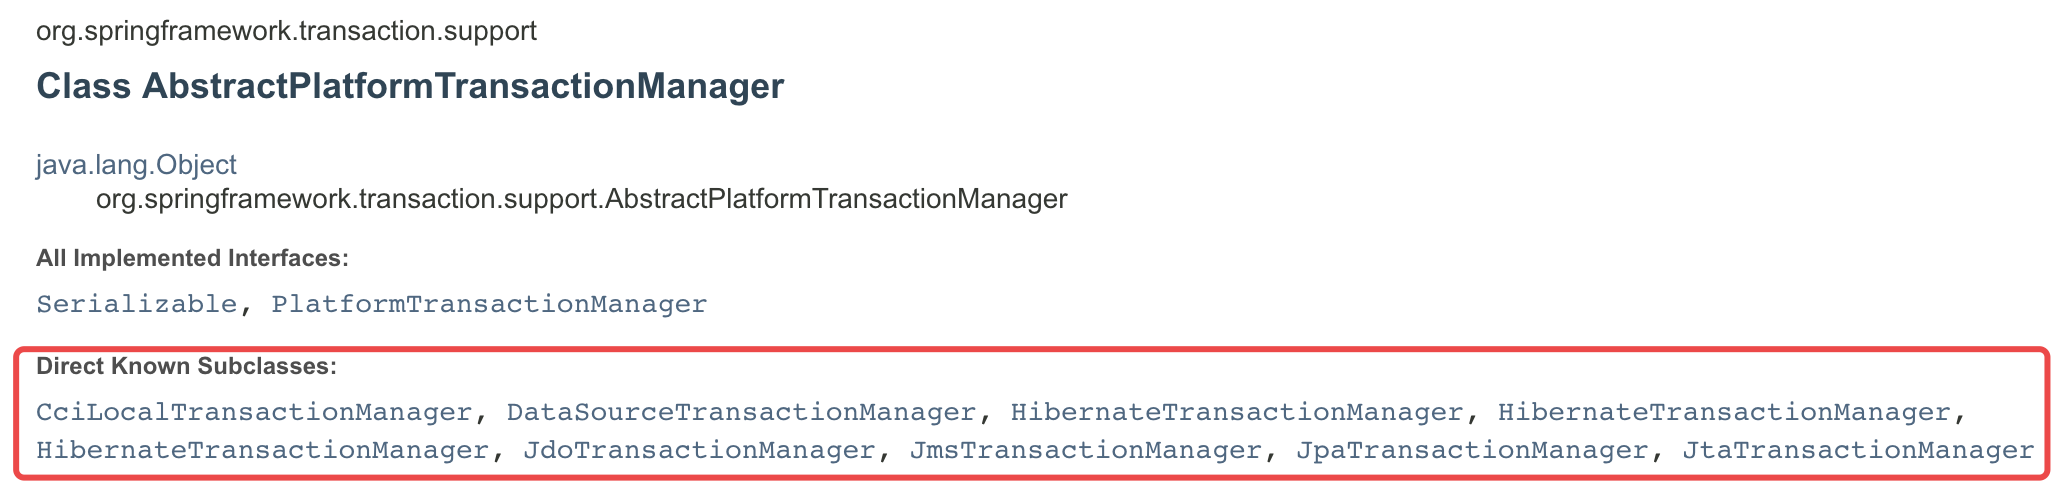 org.springframework.transaction.support
Class AbstractPlatformTransactionManager
java.lang.Object
org.springframework.transaction.support.AbstractPlatformTransactionManager
All Implemented Interfaces:
Serializable, PlatformTransactionManager
Direct Known Subclasses:
CciLocalTransactionManager, DataSourceTransactionManager, HibernateTransactionManager, HibernateTransactionManager,
HibernateTransactionManager, JdoTransactionManager, JmsTransactionManager, JpaTransactionManager, JtaTransactionManager